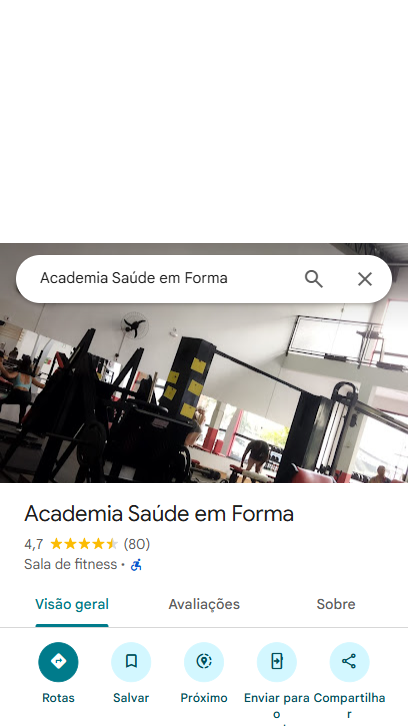 Academia Saúde em Forma
Academia Saúde em Forma
4,7 (80)
Sala de fitness ·
Visão geral Avaliações Sobre
Rotas Salvar Próximo Enviar para o Compartilhar